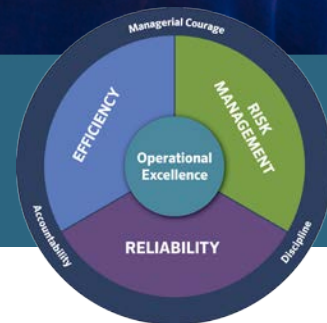 Managerial Courage
EFFICIENCY
RISK
MANAGEMENT
Operational
Excellence
RELIABILITY
Accountability
Discipline